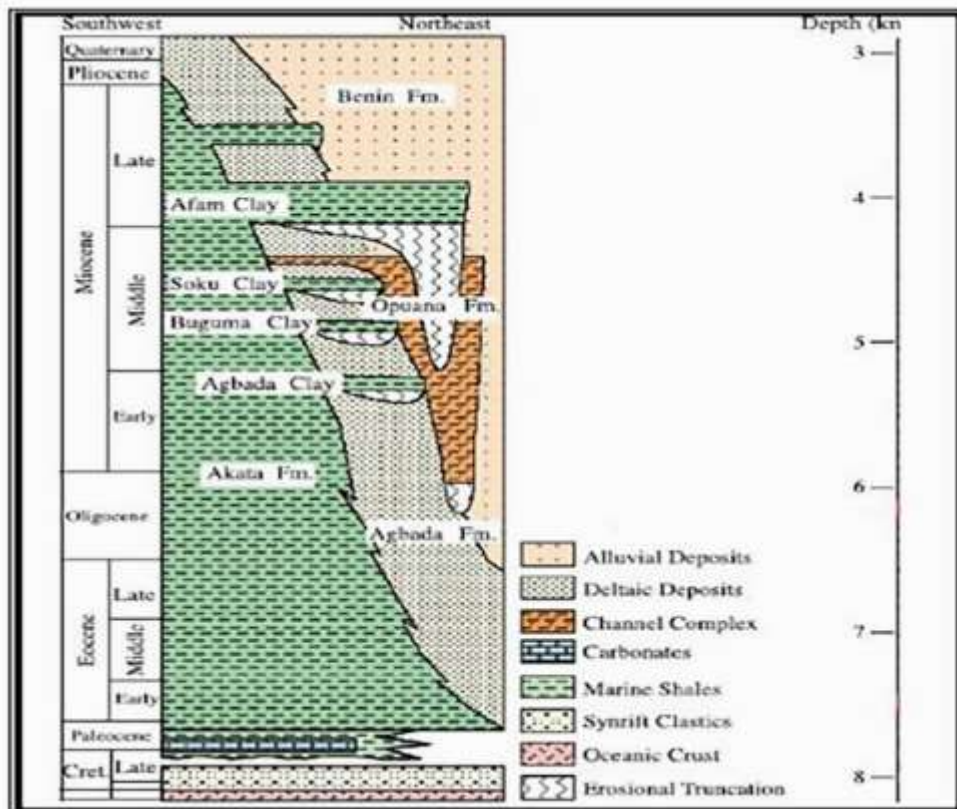 Southwest Northeast Depth (kn
Quaternary
Pliocene
Miocene
Late
Middle
Early
Oligocene
Eocene
Late
Middle
Early
Paleocene
Cret. Late
Benin Fm.
Afam Clay
Soku Clay
Opuana Fm.
Buguma Clay
Agbada Clay
Akata Fm.
Agbada Fm.
3
4
5
6
7
8
Alluvial Deposits
Deltaic Deposits
Channel Complex
Carbonates
Marine Shales
Synrift Clastics
Oceanic Crust
Erosional Truncation